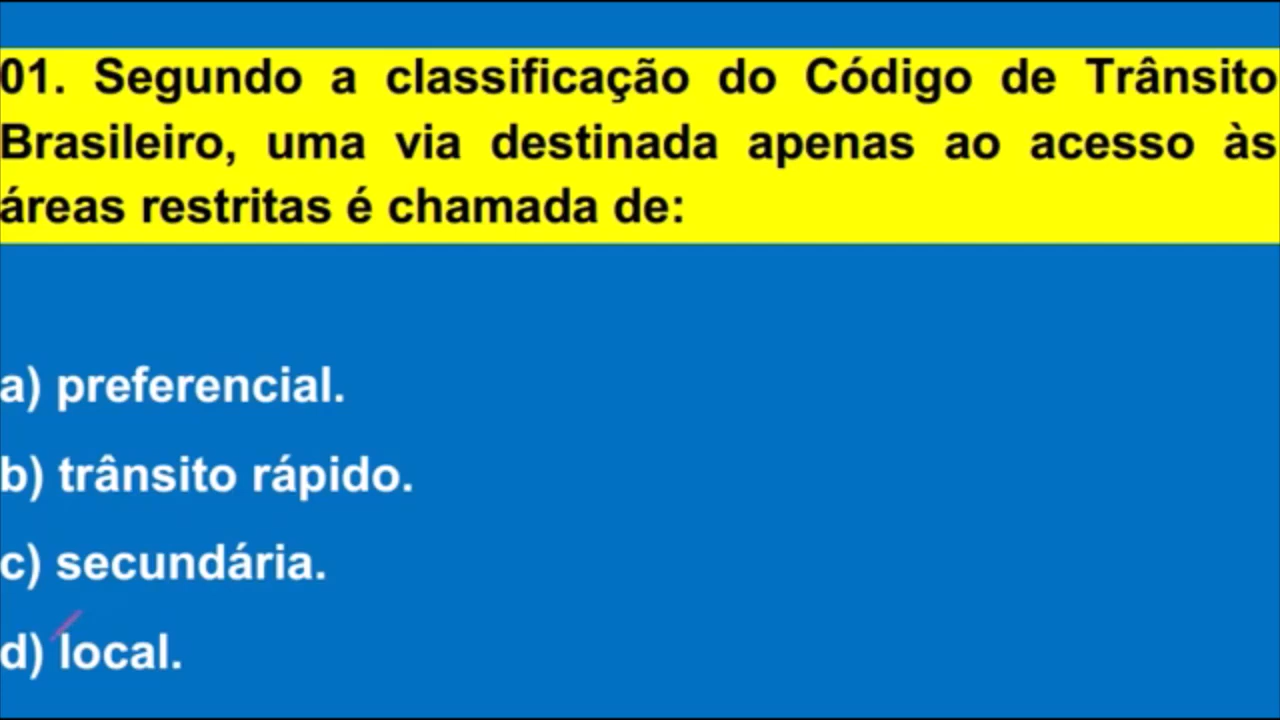 01. Segundo a classificação do Código de Trânsito
Brasileiro, uma via destinada apenas ao acesso às
áreas restritas é chamada de:
a) preferencial.
b) trânsito rápido.
c) secundária.
d) local.